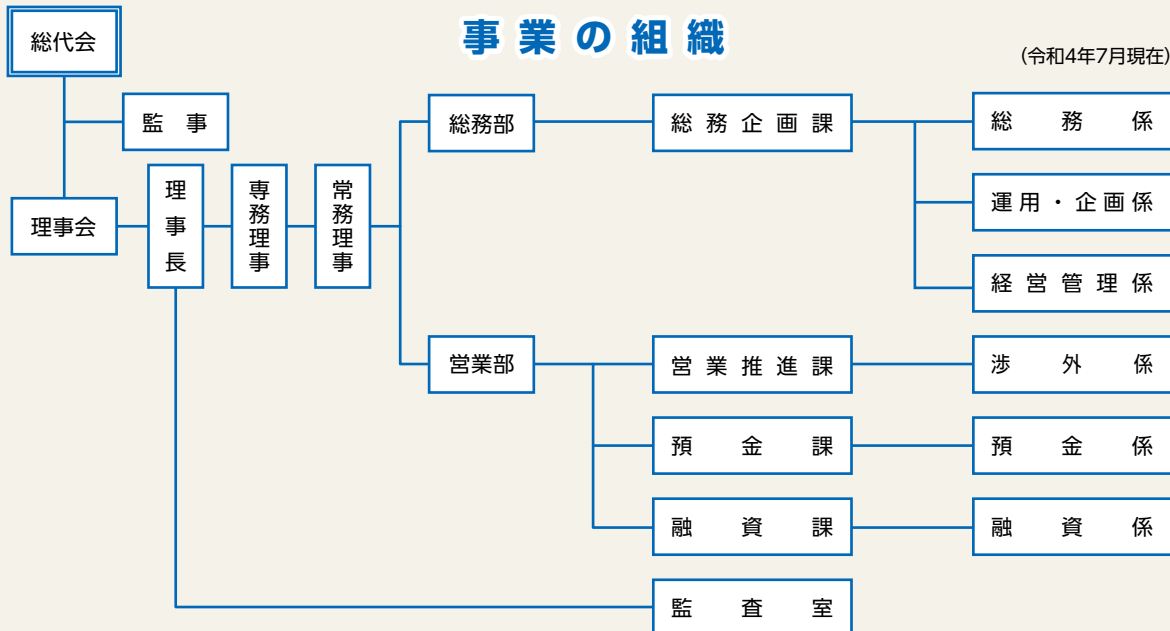 事業の組織
(令和4年7月現在)
総代会
監事
理事会
理事長
専務理事
常務理事
総務部
総務企画課
総務係
運用・企画係
経営管理係
営業部
営業推進課
渉外係
預金課
預金係
融資課
融資係
監査室